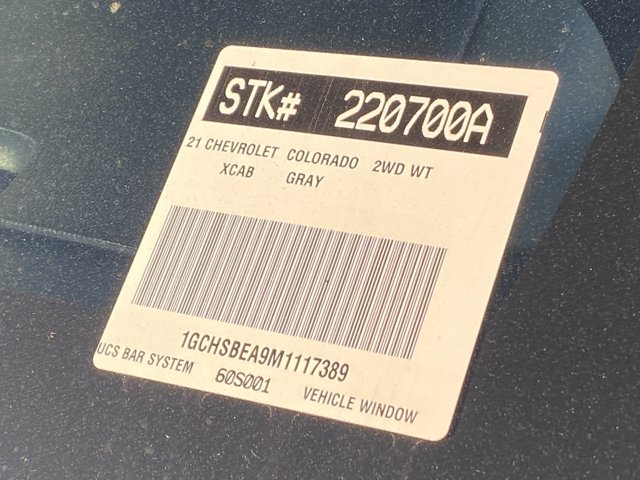 STK# 220700A
21 CHEVROLET COLORADO 2WD WT
XCAB GRAY
1GCHSBEA9M1117389
UCS BAR SYSTEM 60S001 VEHICLE WINDOW